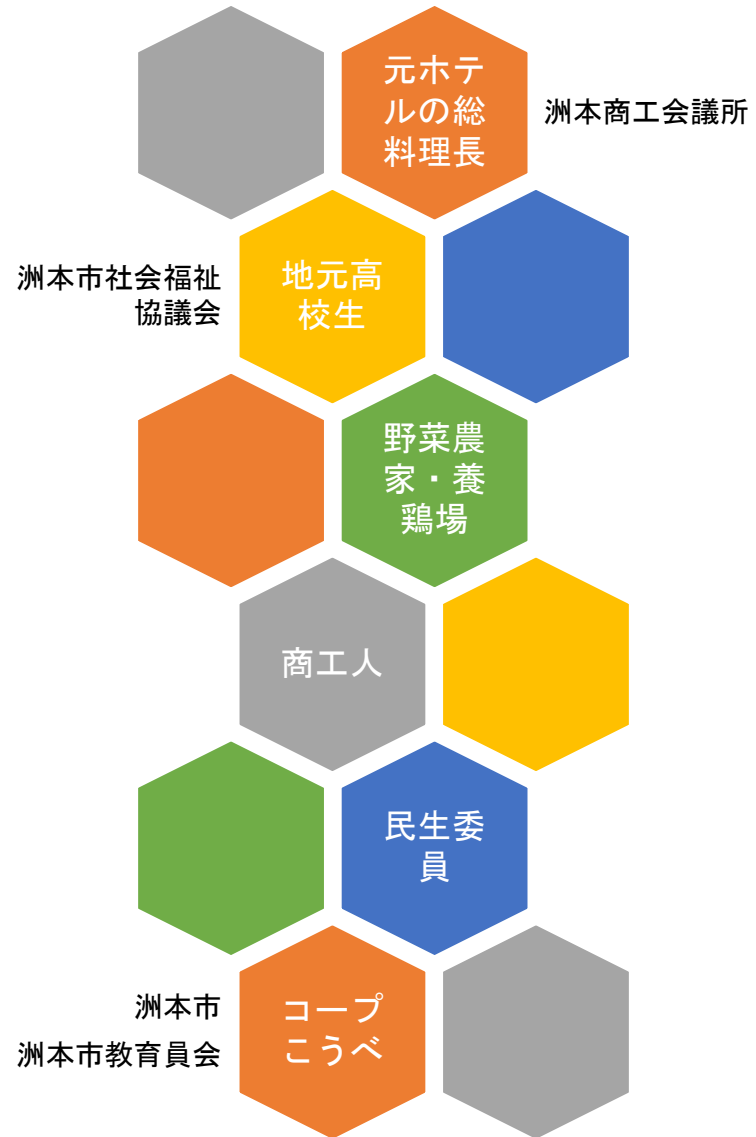 元ホテ
ルの総
料理長
洲本商工会議所
洲本市社会福祉
協議会
地元高
校生
野菜農
家・養
鶏場
商工人
民生委
員
洲本市
洲本市教育員会
コープ
こうべ